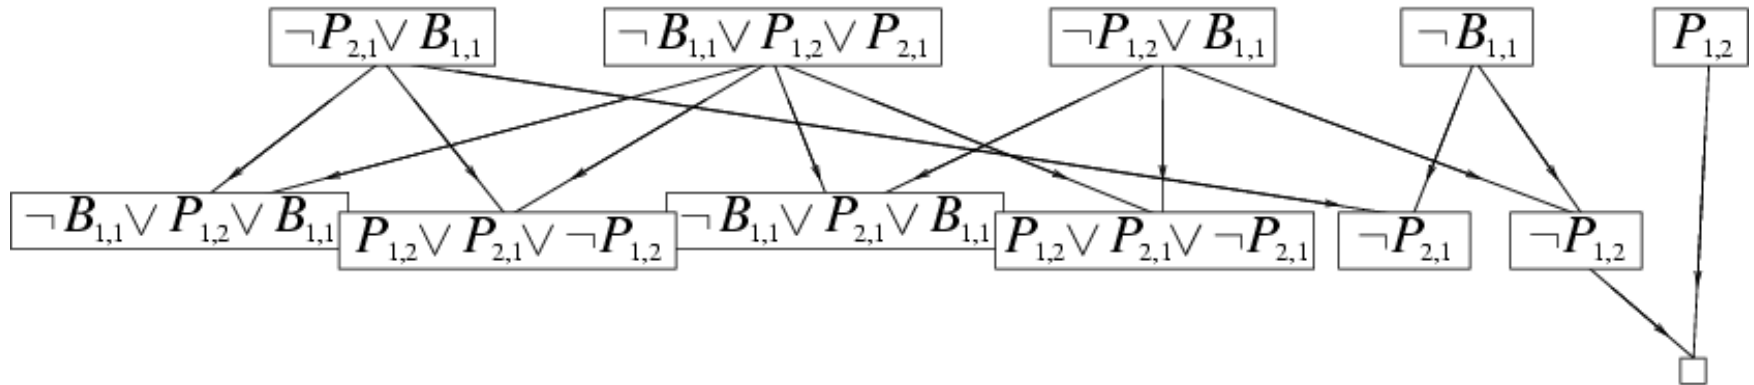 ¬P2,1 ∨ B1,1
¬B1,1 ∨ P1,2 ∨ P2,1
¬P1,2 ∨ B1,1
¬B1,1
P1,2
¬B1,1 ∨ P1,2 ∨ B1,1
P1,2 ∨ P2,1 ∨ ¬P1,2
¬B1,1 ∨ P2,1 ∨ B1,1
P1,2 ∨ P2,1 ∨ ¬P2,1
¬P2,1
¬P1,2